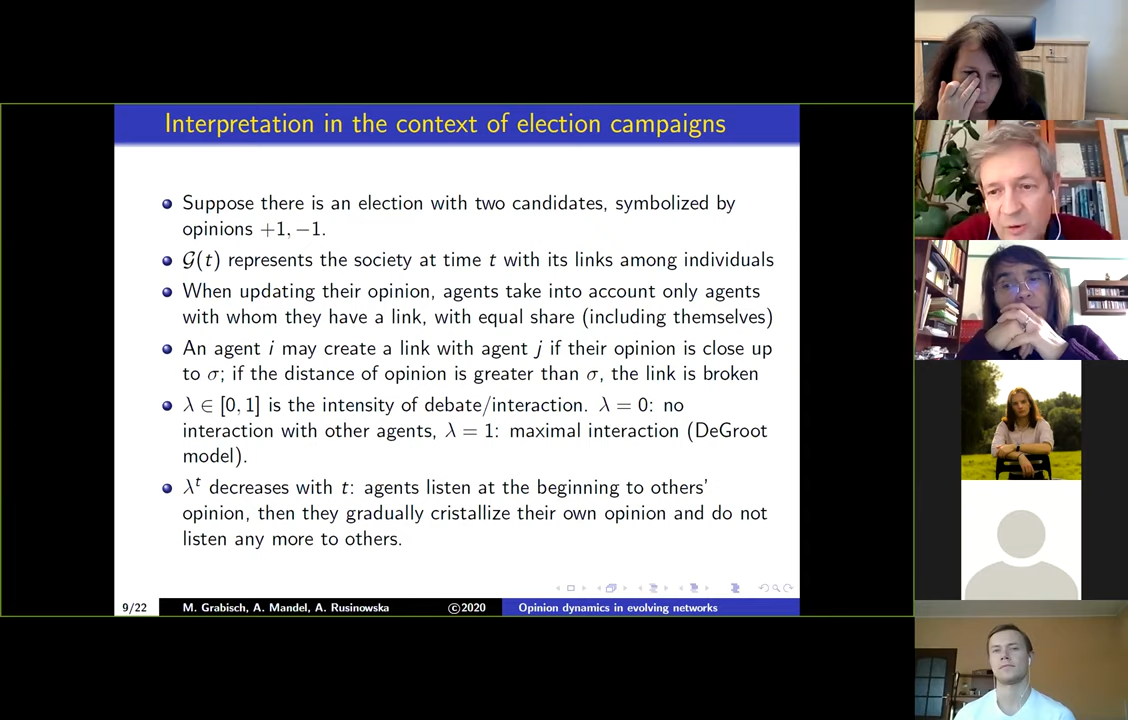 Interpretation in the context of election campaigns
Suppose there is an election with two candidates, symbolized by
opinions +1, −1.
𝒢(t) represents the society at time t with its links among individuals
When updating their opinion, agents take into account only agents
with whom they have a link, with equal share (including themselves)
An agent i may create a link with agent j if their opinion is close up
to σ; if the distance of opinion is greater than σ, the link is broken
λ ∈ [0, 1] is the intensity of debate/interaction. λ = 0: no
interaction with other agents, λ = 1: maximal interaction (DeGroot
model).
λ^t decreases with t: agents listen at the beginning to others'
opinion, then they gradually cristallize their own opinion and do not
listen any more to others.
9/22 M. Grabisch, A. Mandel, A. Rusinowska ©2020 Opinion dynamics in evolving networks